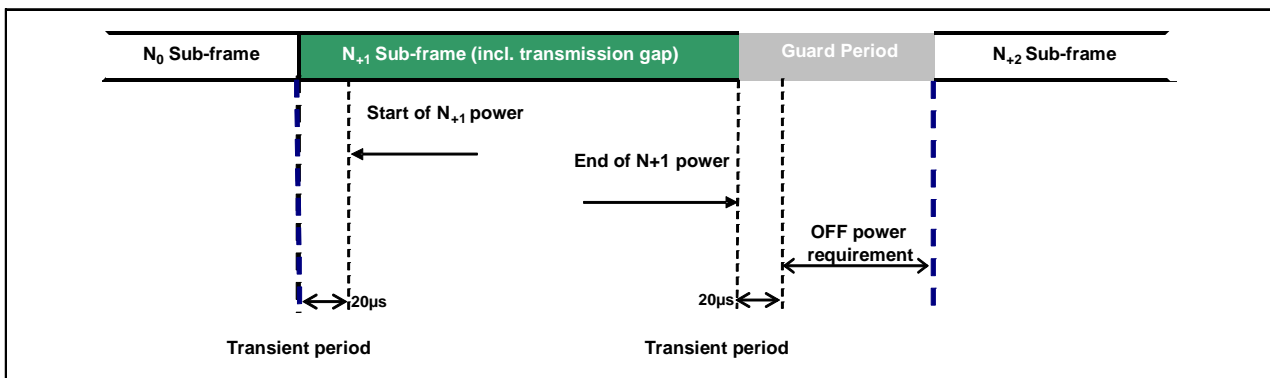 N0 Sub-frame
N+1 Sub-frame (incl. transmission gap)
Guard Period
N+2 Sub-frame
Start of N+1 power
End of N+1 power
OFF power
requirement
20µs
20µs
Transient period
Transient period